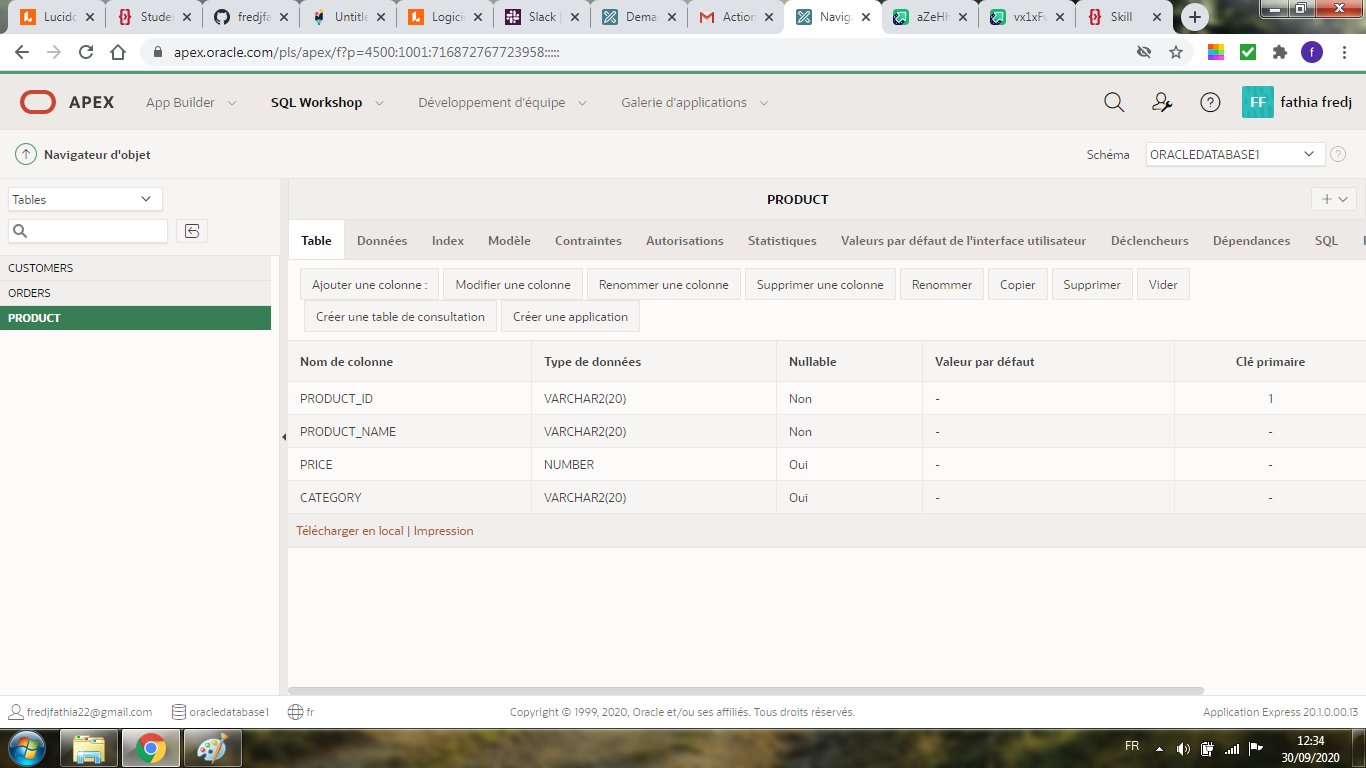 Lucid
Stude
fredjfa
Untitle
Logici
Slack |
Dema
Action
Navig
aZeHh
vx1xFv
Skill
apex.oracle.com/pls/apex/f?p=4500:1001:716872767723958:::::
f
APEX App Builder SQL Workshop Développement d'équipe Galerie d'applications FF fathia fredj
Navigateur d'objet Schéma ORACLEDATABASE1
Tables
PRODUCT
Table Données Index Modèle Contraintes Autorisations Statistiques Valeurs par défaut de l'interface utilisateur Déclencheurs Dépendances SQL
CUSTOMERS
ORDERS
PRODUCT
Ajouter une colonne : Modifier une colonne Renommer une colonne Supprimer une colonne Renommer Copier Supprimer Vider
Créer une table de consultation Créer une application
Nom de colonne Type de données Nullable Valeur par défaut Clé primaire
PRODUCT_ID VARCHAR2(20) Non - 1
PRODUCT_NAME VARCHAR2(20) Non - -
PRICE NUMBER Oui - -
CATEGORY VARCHAR2(20) Oui - -
Télécharger en local | Impression
fredjfathia22@gmail.com oracledatabase1 fr Copyright © 1999, 2020, Oracle et/ou ses affiliés. Tous droits réservés. Application Express 20.1.0.00.13
FR 12:34
30/09/2020